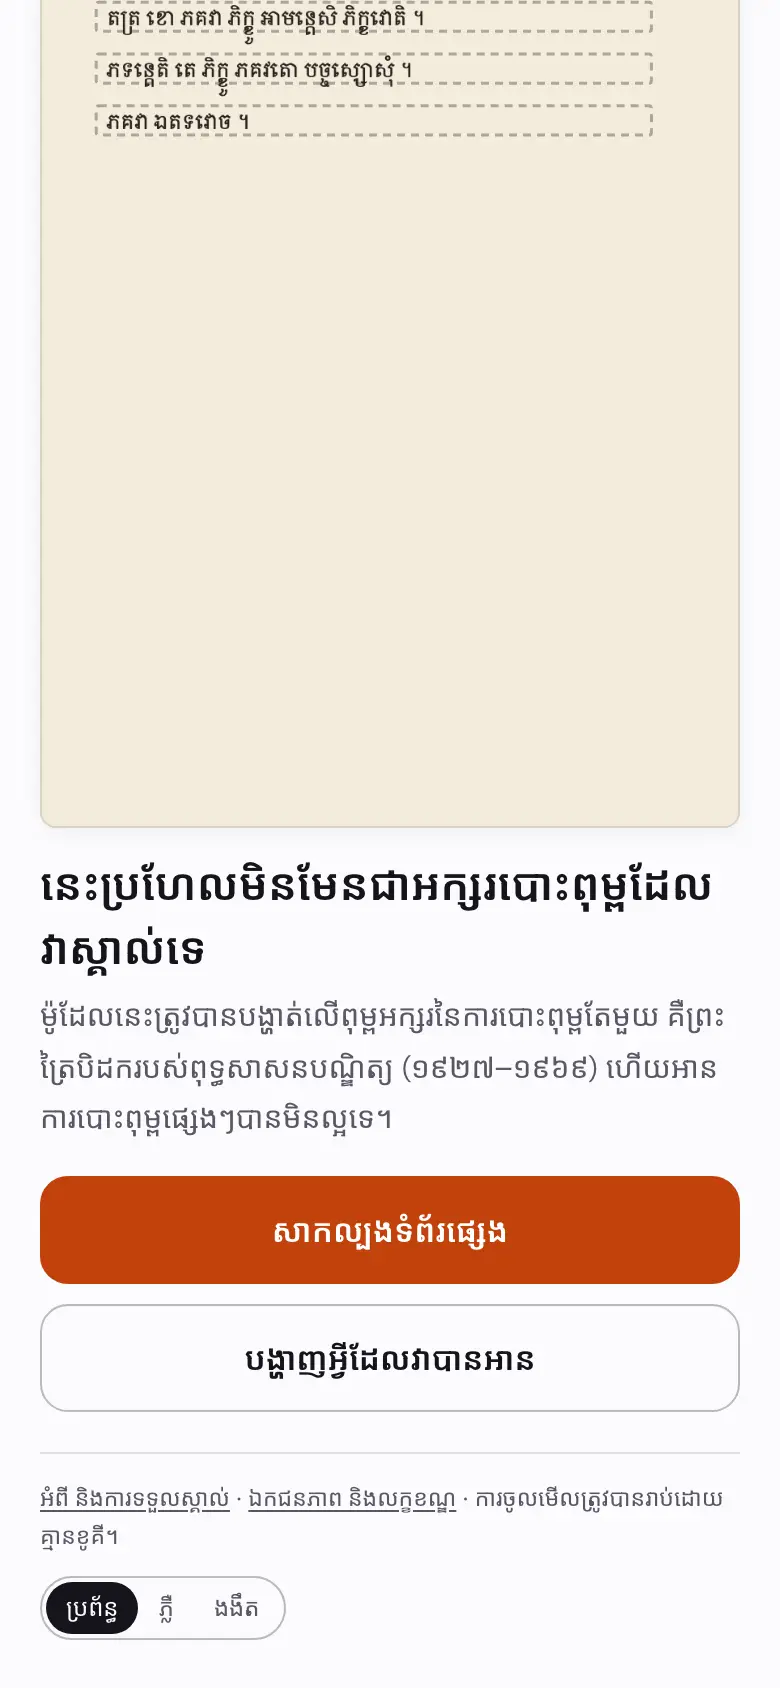 តត្រ ខោ ភគវា ភិក្ខូ អាមន្តេសិ ភិក្ខវោតិ ។
ភទន្តេតិ តេ ភិក្ខូ ភគវតោ បច្ចស្សោសុំ ។
ភគវា ឯតទវោច ។
នេះប្រហែលមិនមែនជាអក្សរបោះពុម្ពដែល
វាស្គាល់ទេ
ម៉ូដែលនេះត្រូវបានបង្ហាត់លើពុម្ពអក្សរនៃការបោះពុម្ពតែមួយ គឺព្រះ
ត្រៃបិដករបស់ពុទ្ធសាសនបណ្ឌិត្យ (១៩២៧–១៩៦៩) ហើយអាន
ការបោះពុម្ពផ្សេងៗបានមិនល្អទេ។
សាកល្បងទំព័រផ្សេង
បង្ហាញអ្វីដែលវាបានអាន
អំពី និងការទទួលស្គាល់ · ឯកជនភាព និងលក្ខខណ្ឌ · ការចូលមើលត្រូវបានរាប់ដោយ
គ្មានខូគី។
ប្រព័ន្ធ ភ្លឺ ងងឹត